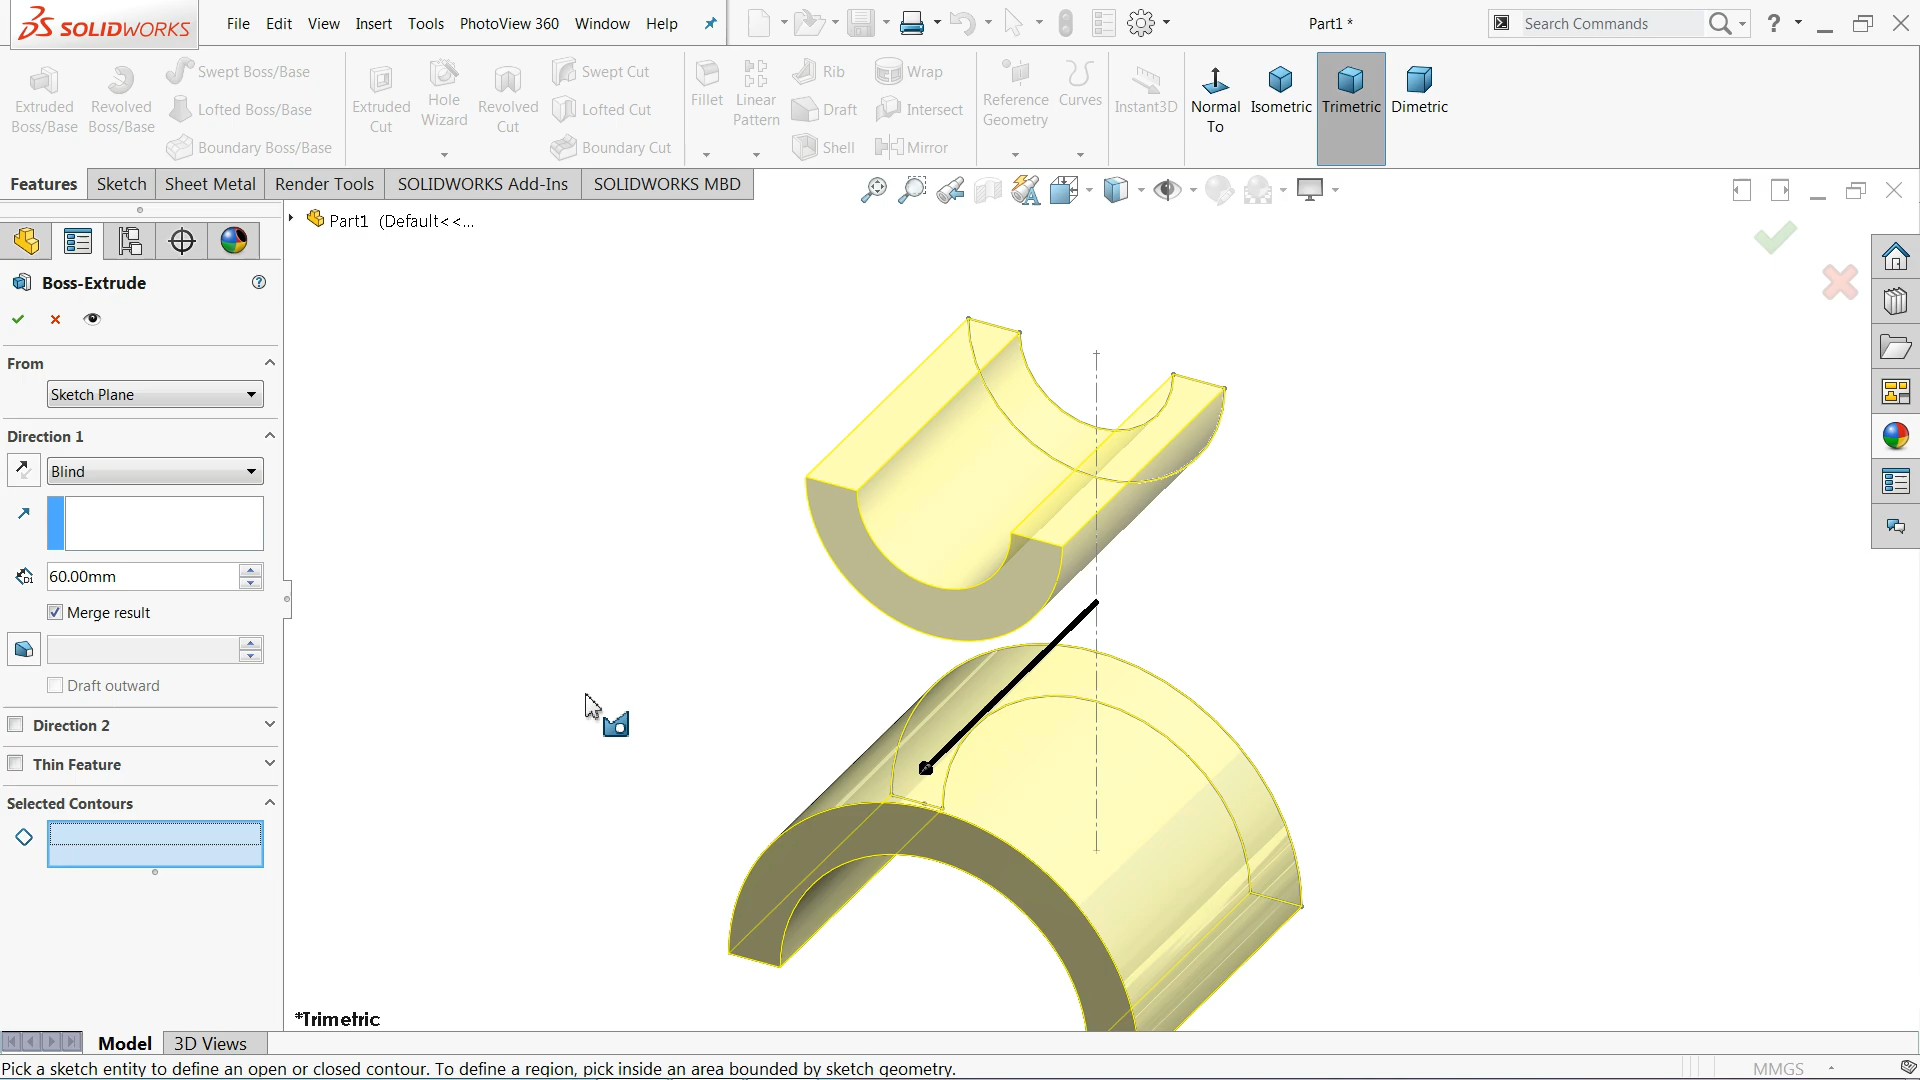 SOLIDWORKS File Edit View Insert Tools PhotoView 360 Window Help Part1 * Search Commands ?
Extruded Boss/Base
Revolved Boss/Base
Swept Boss/Base
Lofted Boss/Base
Boundary Boss/Base
Extruded Cut
Hole Wizard
Revolved Cut
Swept Cut
Lofted Cut
Boundary Cut
Fillet
Linear Pattern
Rib
Draft
Shell
Wrap
Intersect
Mirror
Reference Geometry
Curves
Instant3D
Normal To
Isometric
Trimetric
Dimetric
Features Sketch Sheet Metal Render Tools SOLIDWORKS Add-Ins SOLIDWORKS MBD
Part1 (Default<<...
Boss-Extrude
From
Sketch Plane
Direction 1
Blind
D1 60.00mm
Merge result
Draft outward
Direction 2
Thin Feature
Selected Contours
*Trimetric
Model 3D Views
Pick a sketch entity to define an open or closed contour. To define a region, pick inside an area bounded by sketch geometry. MMGS